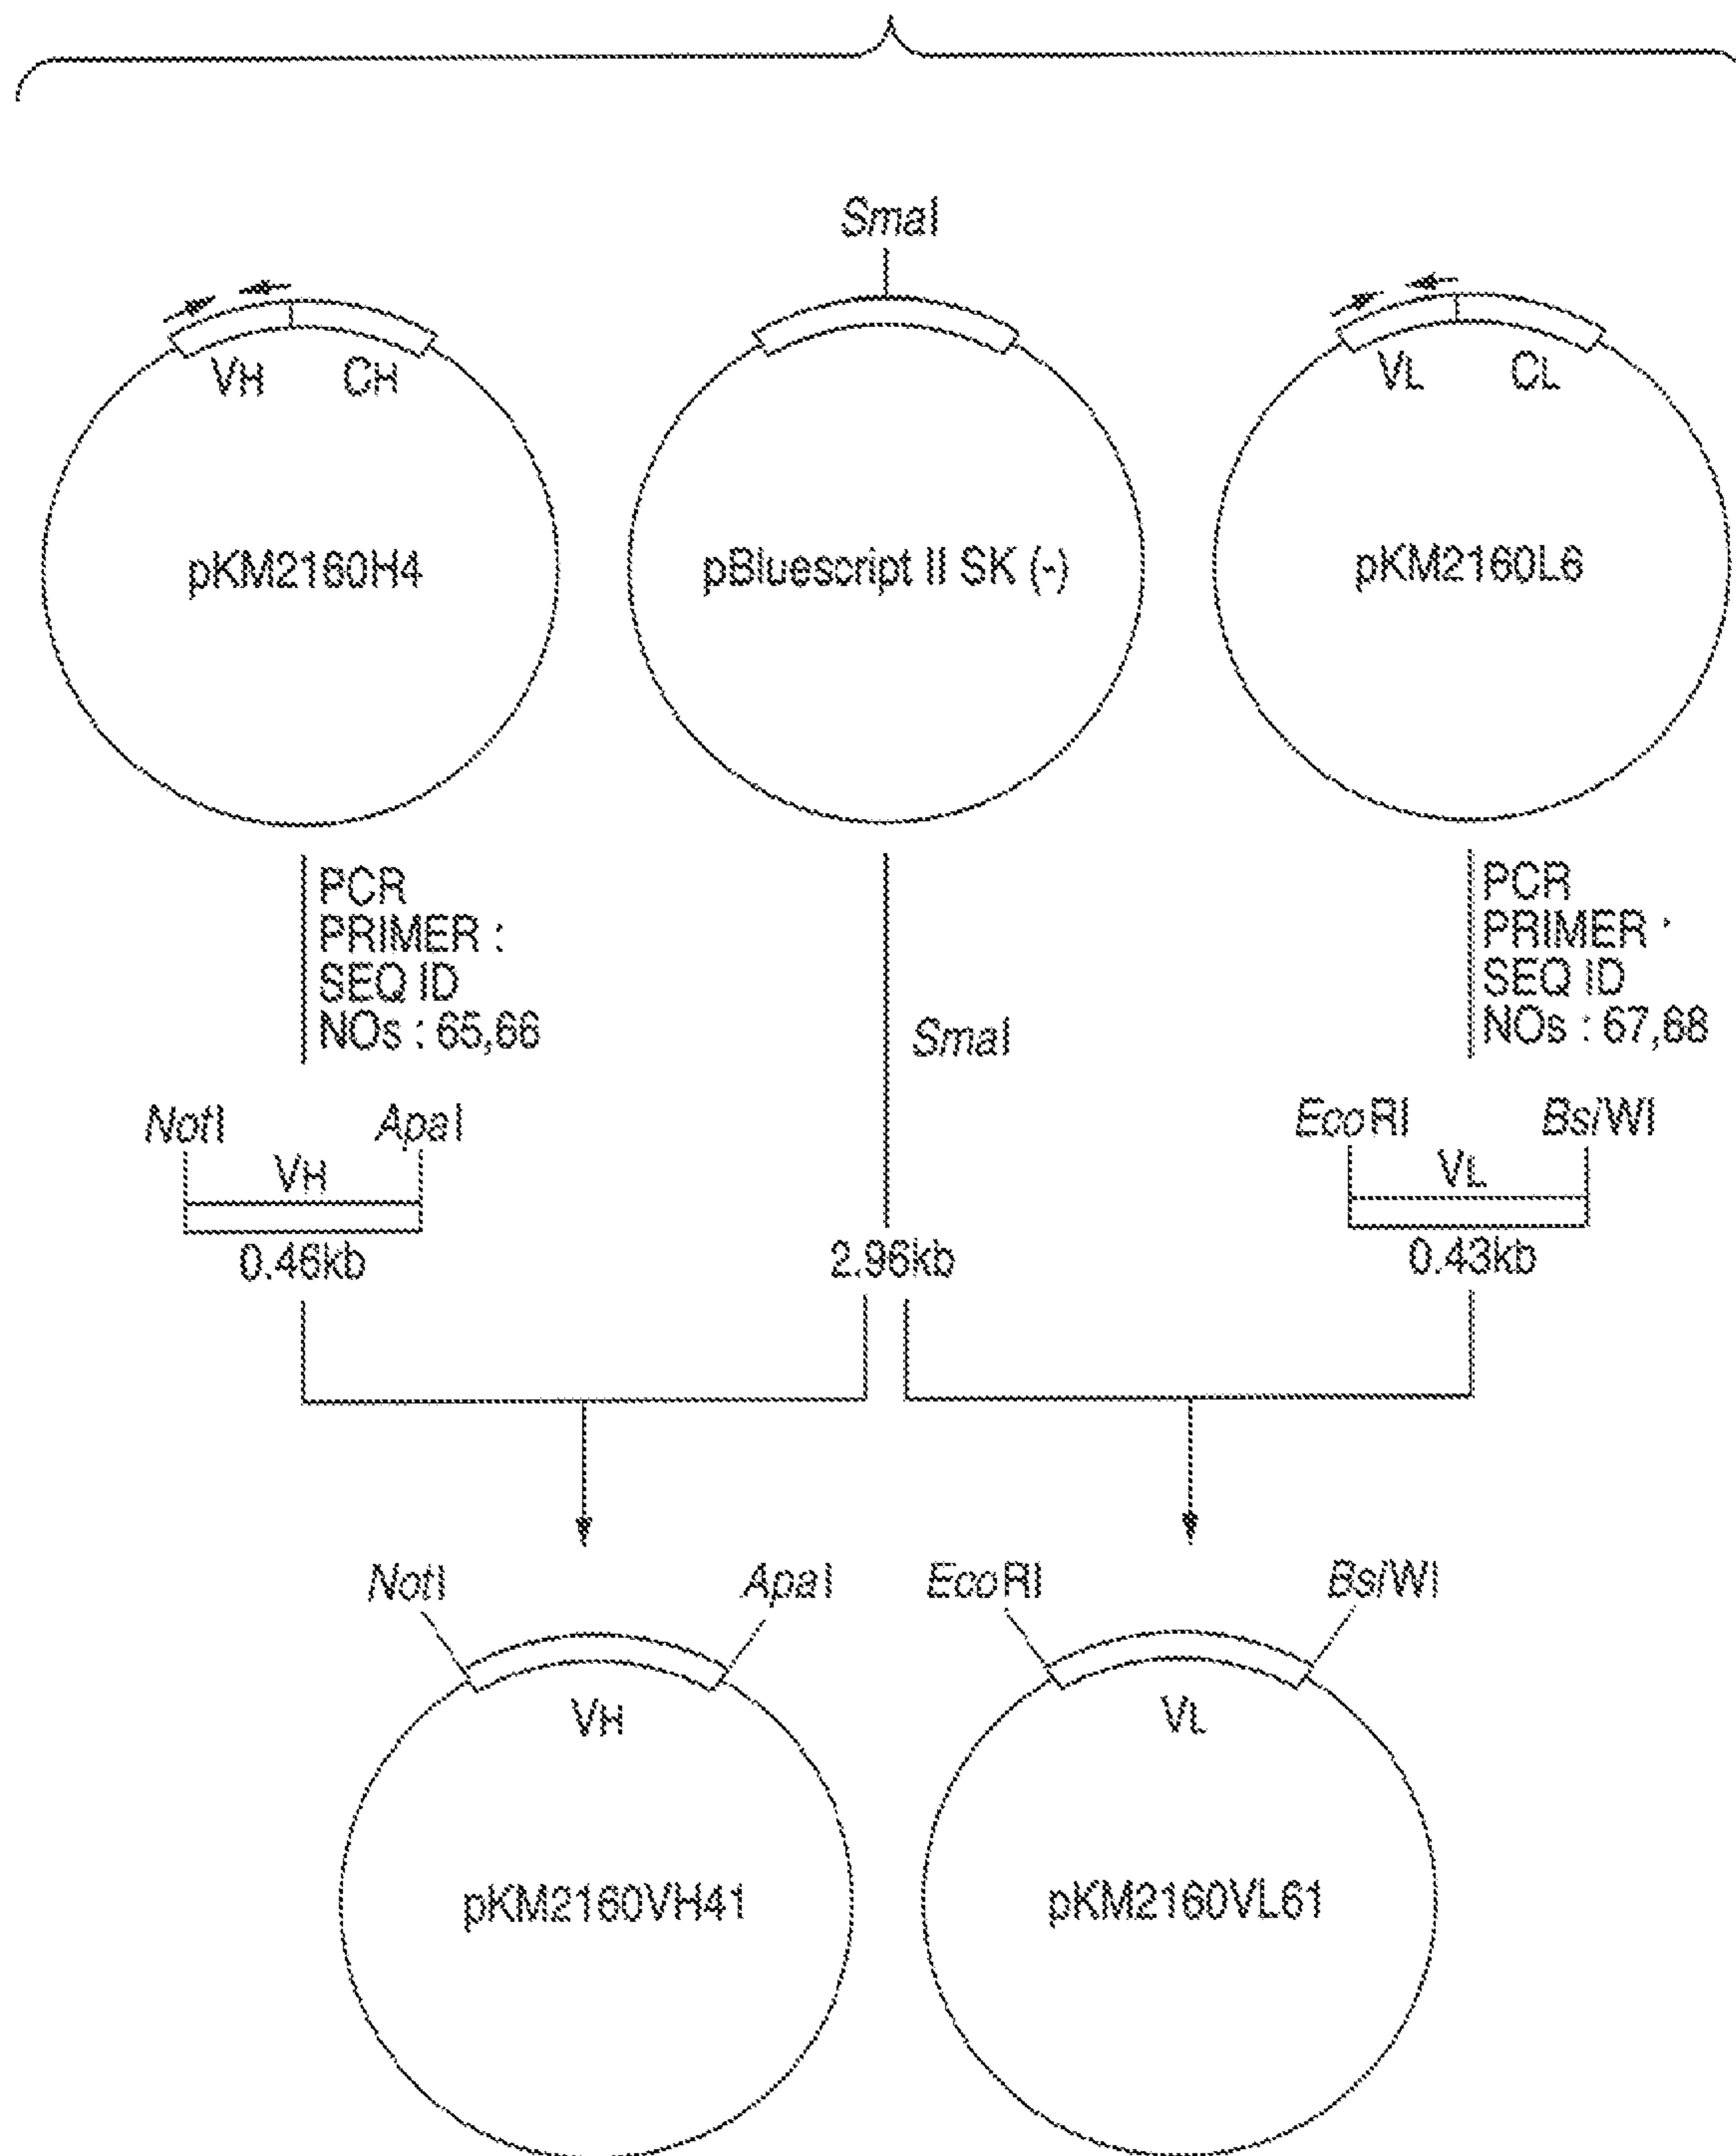 SmaI
VH CH
VL CL
pKM2160H4
pBluescript II SK (-)
pKM2160L6
PCR
PRIMER :
SEQ ID
NOs : 65,66
SmaI
PCR
PRIMER :
SEQ ID
NOs : 67,68
NotI ApaI
VH
0.46kb
2.96kb
EcoRI BsiWI
VL
0.43kb
NotI ApaI
VH
pKM2160VH41
EcoRI BsiWI
VL
pKM2160VL61